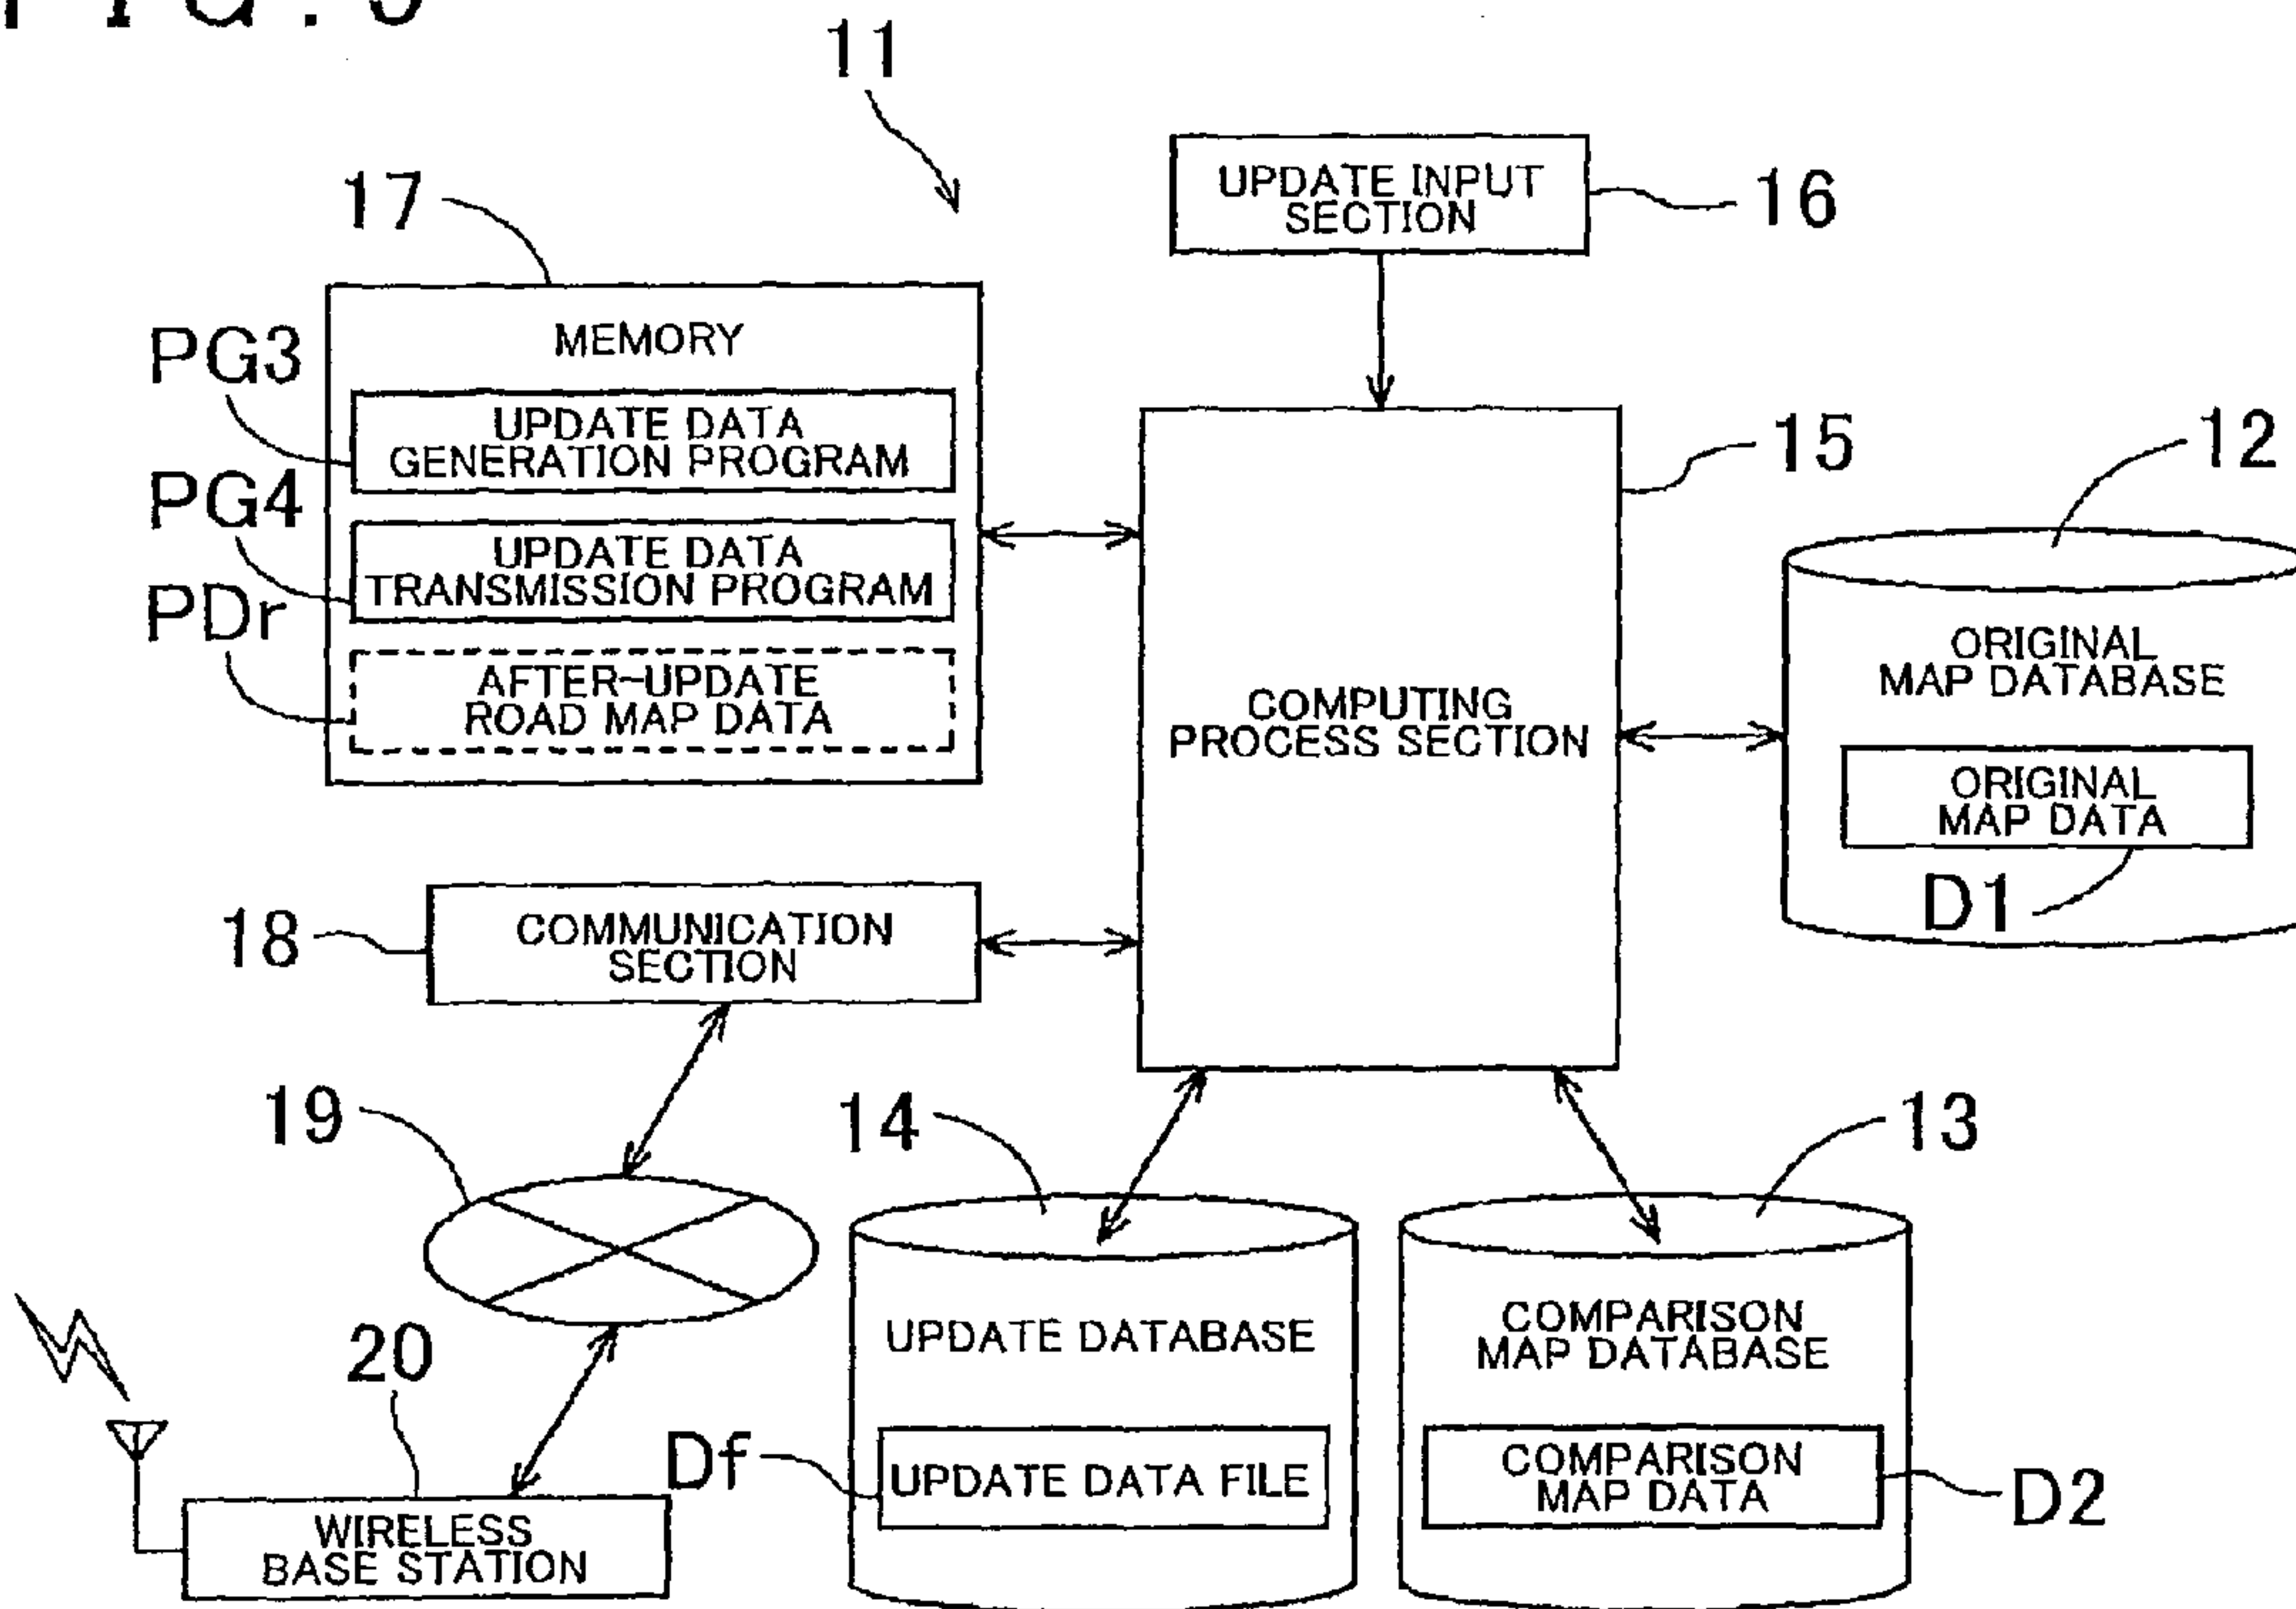 11
UPDATE INPUT
SECTION
16
17
MEMORY
PG3
UPDATE DATA
GENERATION PROGRAM
PG4
UPDATE DATA
TRANSMISSION PROGRAM
PDr
AFTER-UPDATE
ROAD MAP DATA
COMPUTING
PROCESS SECTION
15
12
ORIGINAL
MAP DATABASE
ORIGINAL
MAP DATA
D1
18
COMMUNICATION
SECTION
19
14
13
20
WIRELESS
BASE STATION
UPDATE DATABASE
Df
UPDATE DATA FILE
COMPARISON
MAP DATABASE
COMPARISON
MAP DATA
D2